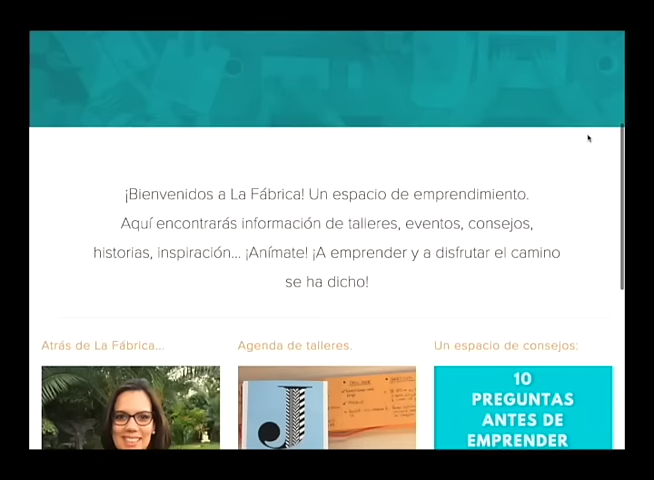 ¡Bienvenidos a La Fábrica! Un espacio de emprendimiento.
Aquí encontrarás información de talleres, eventos, consejos,
historias, inspiración... ¡Anímate! ¡A emprender y a disfrutar el camino
se ha dicho!
Atrás de La Fábrica...
Agenda de talleres.
Un espacio de consejos:
10
PREGUNTAS
ANTES DE
EMPRENDER